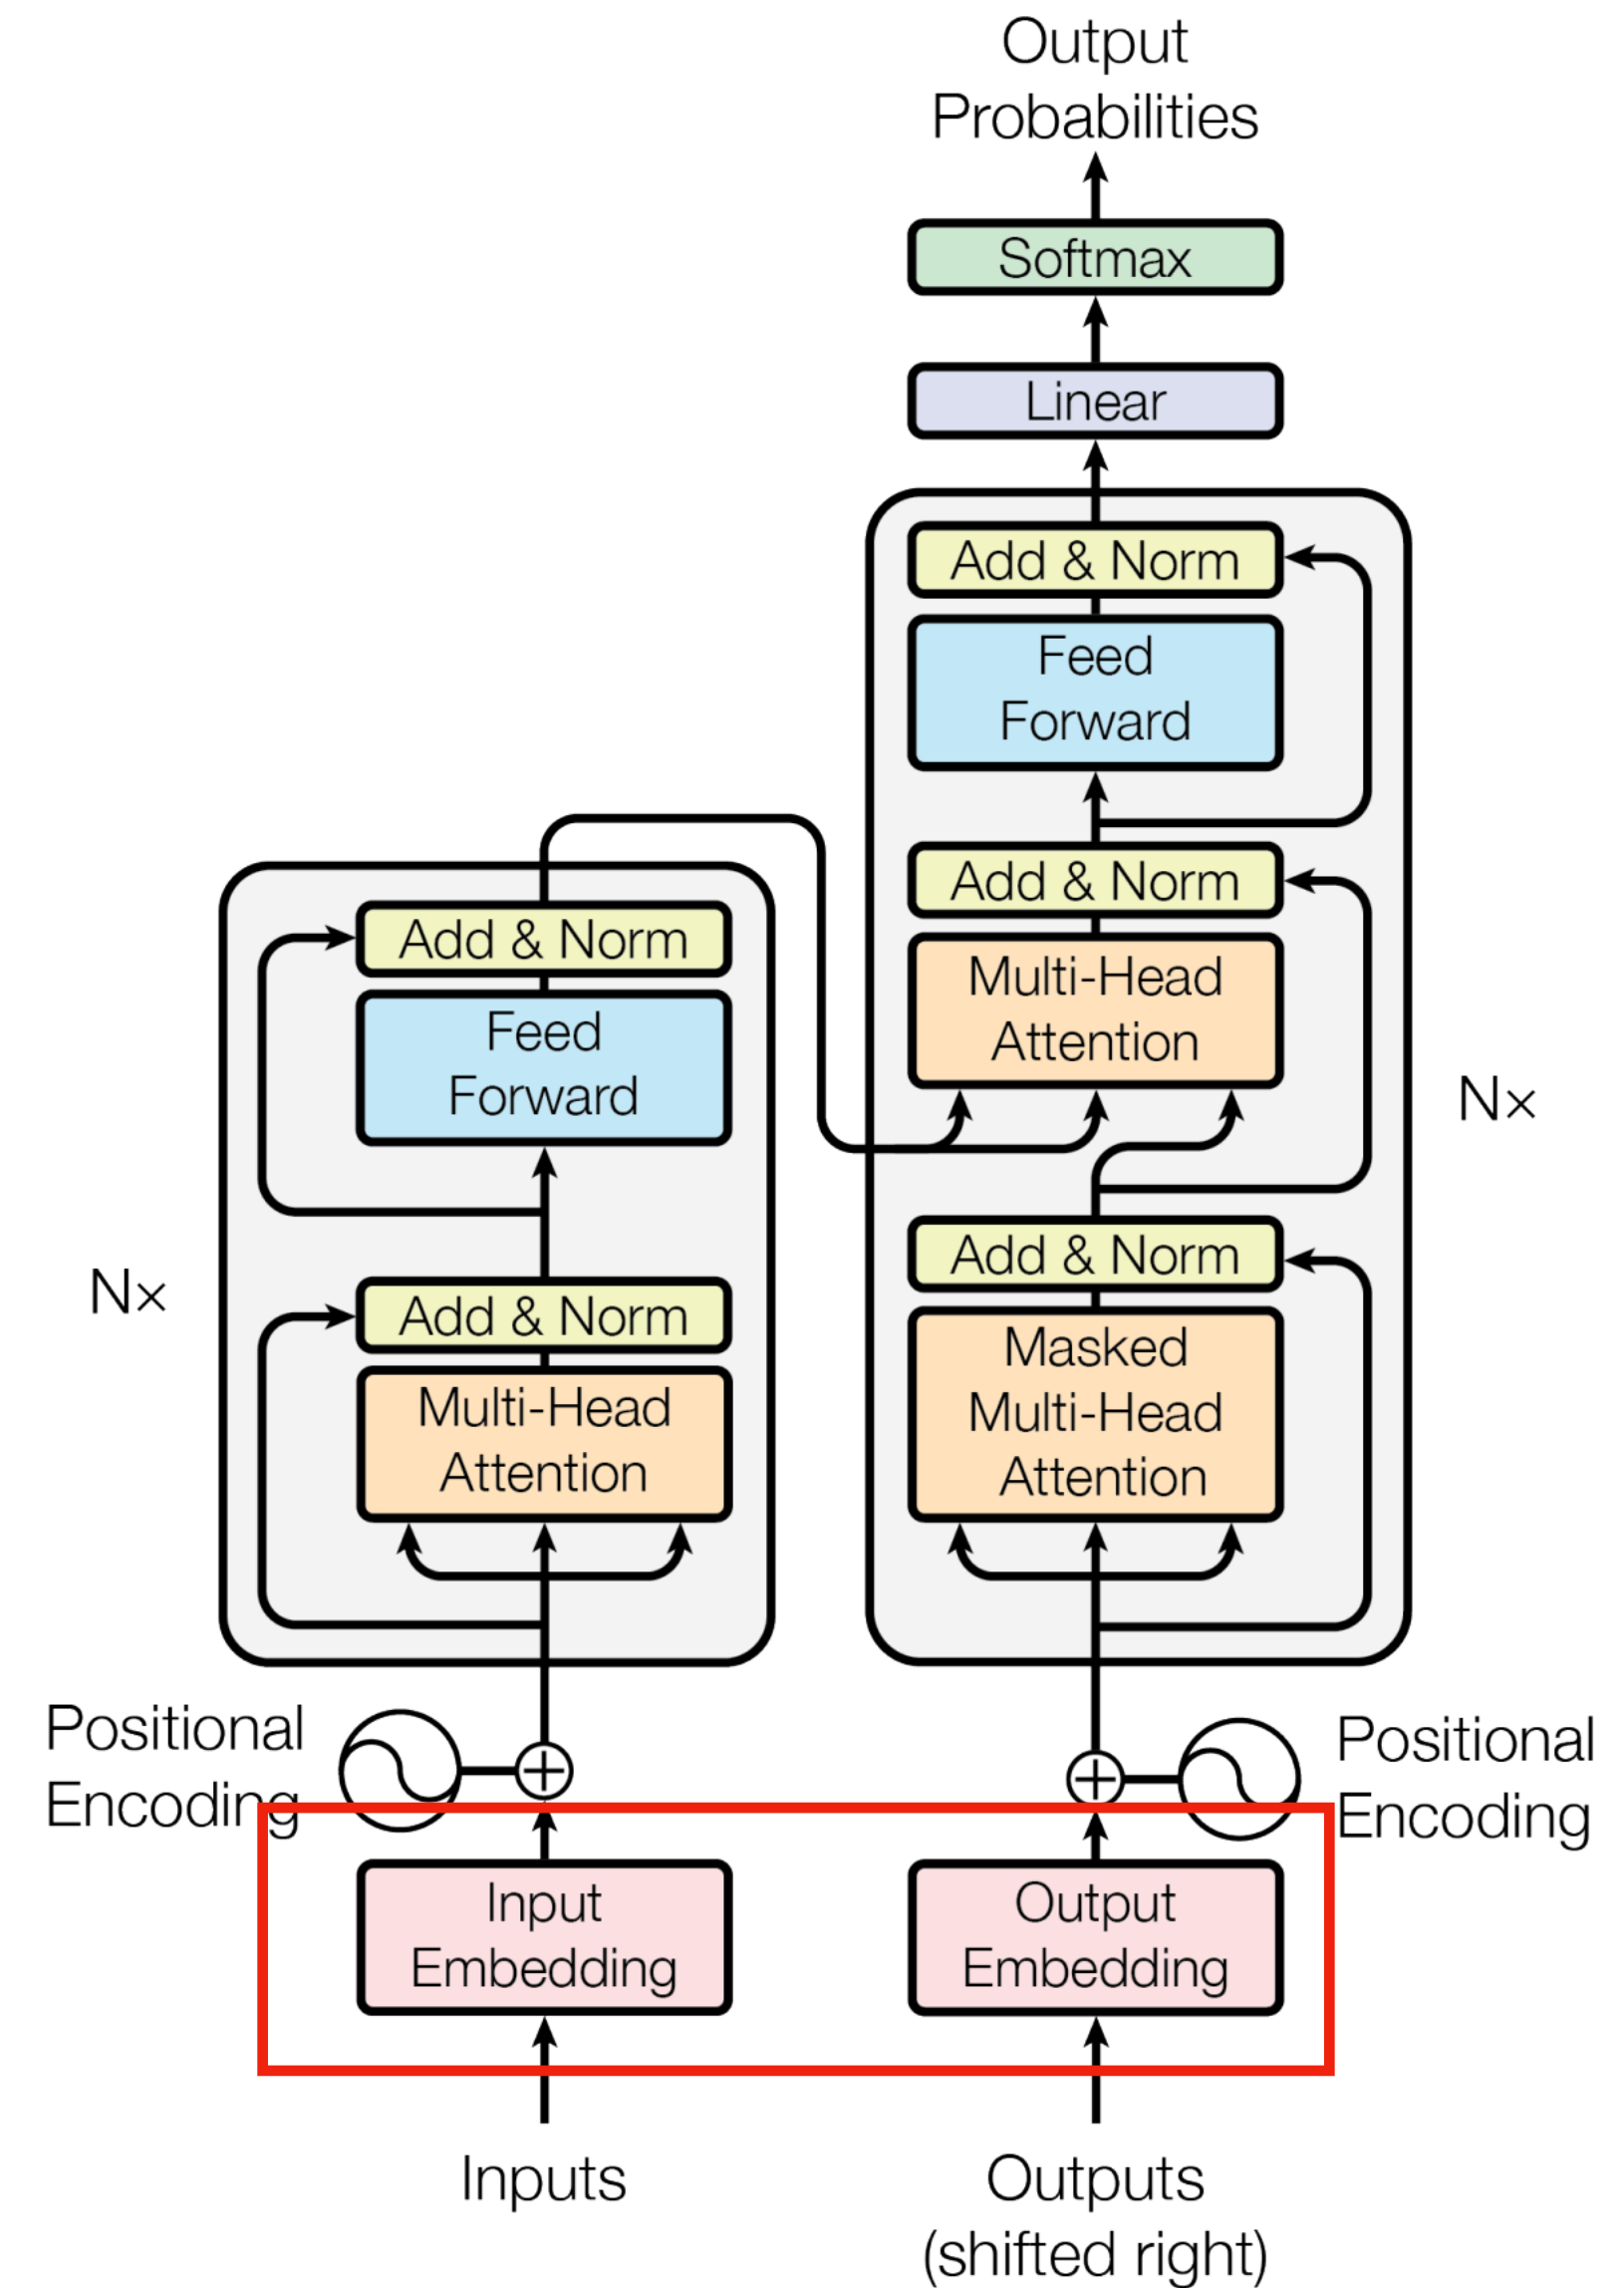 Output
Probabilities
Softmax
Linear
Add & Norm
Feed
Forward
Add & Norm
Multi-Head
Attention
Nx
Add & Norm
Masked
Multi-Head
Attention
Add & Norm
Feed
Forward
Nx
Add & Norm
Multi-Head
Attention
Positional
Encoding
Positional
Encoding
Input
Embedding
Output
Embedding
Inputs
Outputs
(shifted right)